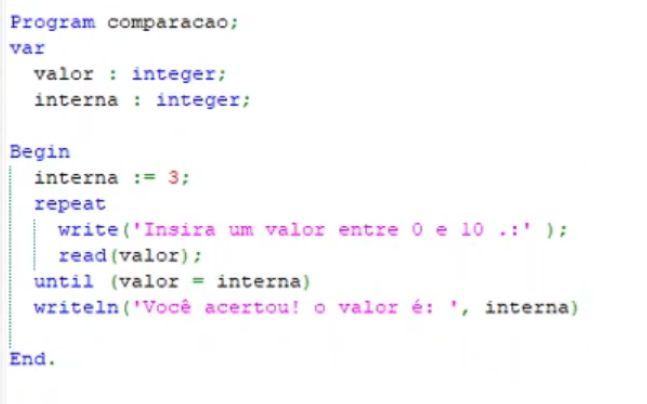 Program comparacao;
var
  valor : integer;
  interna : integer;

Begin
  interna := 3;
  repeat
    write('Insira um valor entre 0 e 10 .:' );
    read(valor);
  until (valor = interna)
  writeln('Você acertou! o valor é: ', interna)

End.